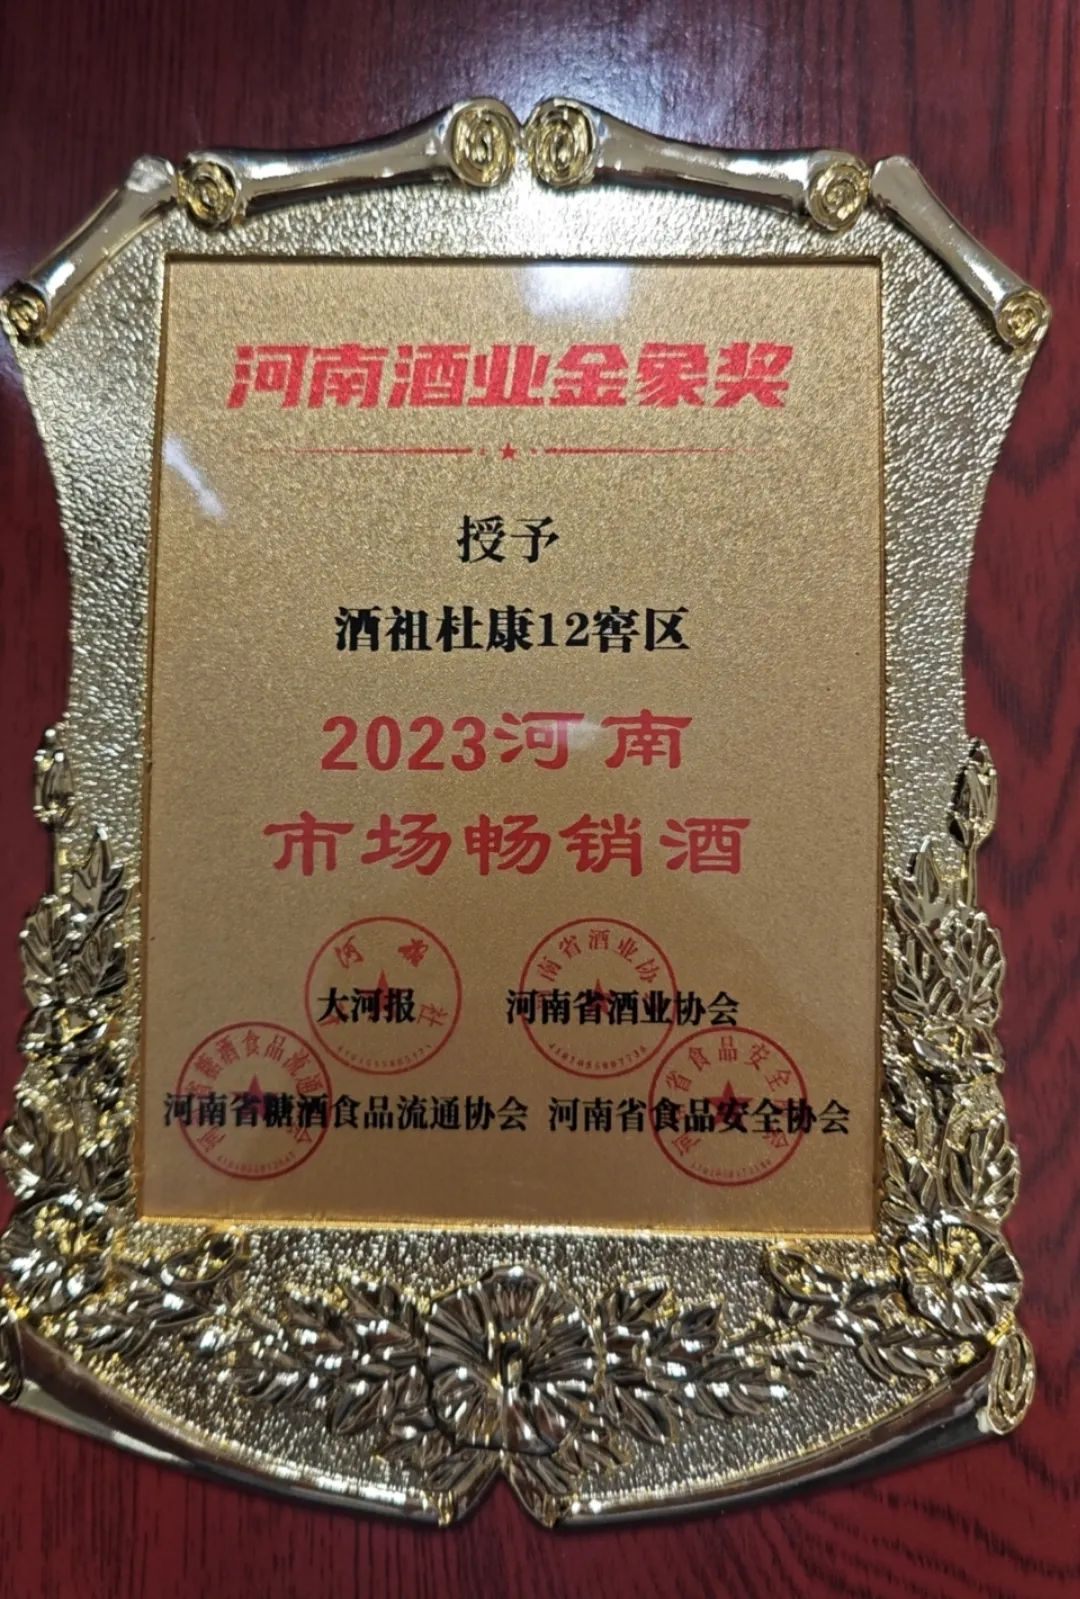 河南酒业金象奖
授予
酒祖杜康12窖区
2023河南
市场畅销酒
大河报
河南省酒业协会
河南省糖酒食品流通协会
河南省食品安全协会